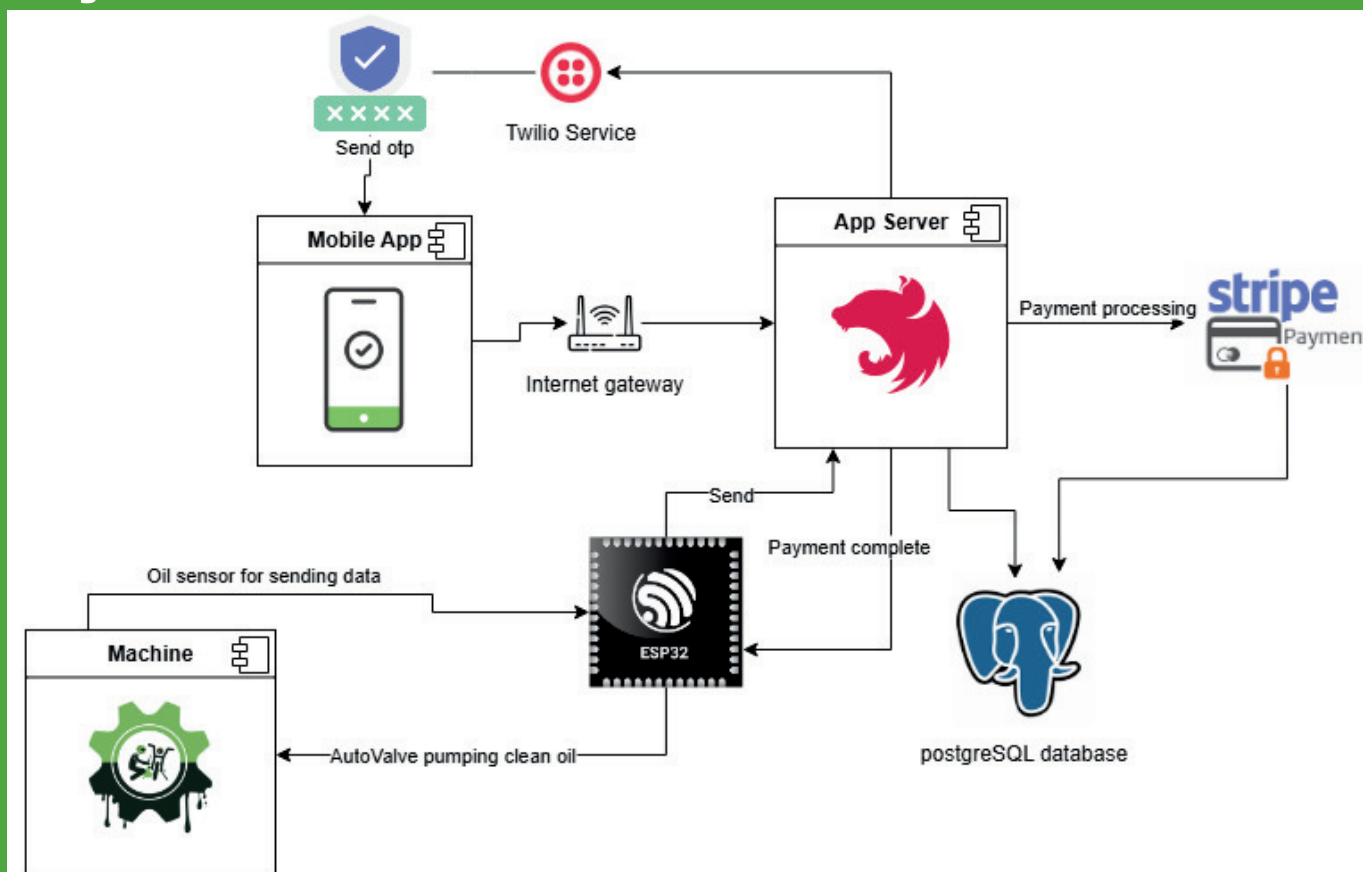 ××××
Send otp
Twilio Service
Mobile App
App Server
Internet gateway
Payment processing
stripe
Paymen
Send
Payment complete
Oil sensor for sending data
ESP32
Machine
AutoValve pumping clean oil
postgreSQL database